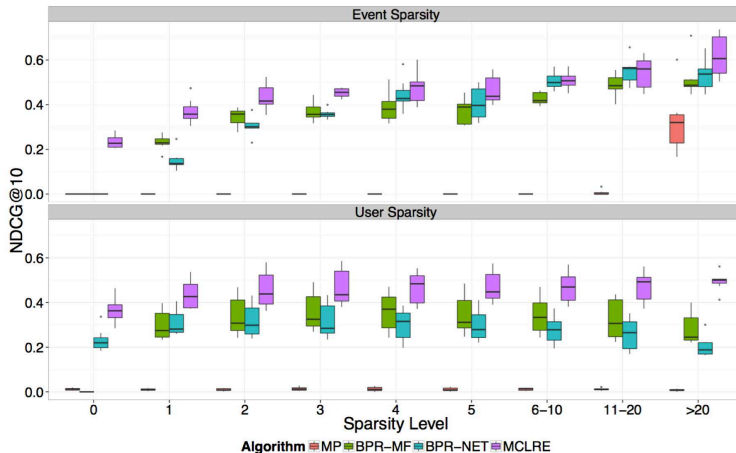 Event Sparsity
0.6
0.4
0.2
0.0
NDCG@10
User Sparsity
0.6
0.4
0.2
0.0
0 1 2 3 4 5 6−10 11−20 >20
Sparsity Level
Algorithm MP BPR−MF BPR−NET MCLRE